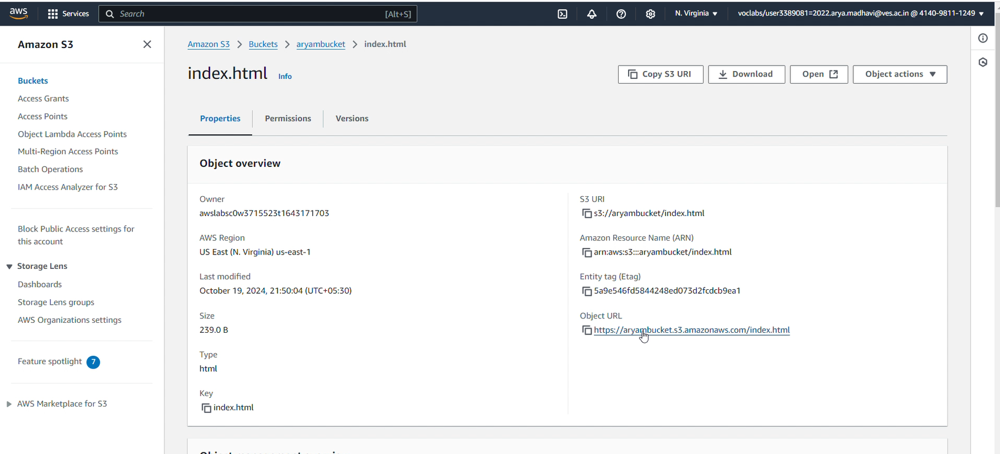 aws
Services
Search
[Alt+S]
N. Virginia
voclabs/user3389081=2022.arya.madhavi@ves.ac.in @ 4140-9811-1249
Amazon S3
Buckets
Access Grants
Access Points
Object Lambda Access Points
Multi-Region Access Points
Batch Operations
IAM Access Analyzer for S3
Block Public Access settings for
this account
Storage Lens
Dashboards
Storage Lens groups
AWS Organizations settings
Feature spotlight 7
AWS Marketplace for S3
Amazon S3 > Buckets > aryambucket > index.html
index.html Info
Copy S3 URI
Download
Open
Object actions
Properties
Permissions
Versions
Object overview
Owner
awslabsc0w3715523t1643171703
AWS Region
US East (N. Virginia) us-east-1
Last modified
October 19, 2024, 21:50:04 (UTC+05:30)
Size
239.0 B
Type
html
Key
index.html
S3 URI
s3://aryambucket/index.html
Amazon Resource Name (ARN)
arn:aws:s3:::aryambucket/index.html
Entity tag (Etag)
5a9e546fd5844248ed073d2fcdcb9ea1
Object URL
https://aryambucket.s3.amazonaws.com/index.html